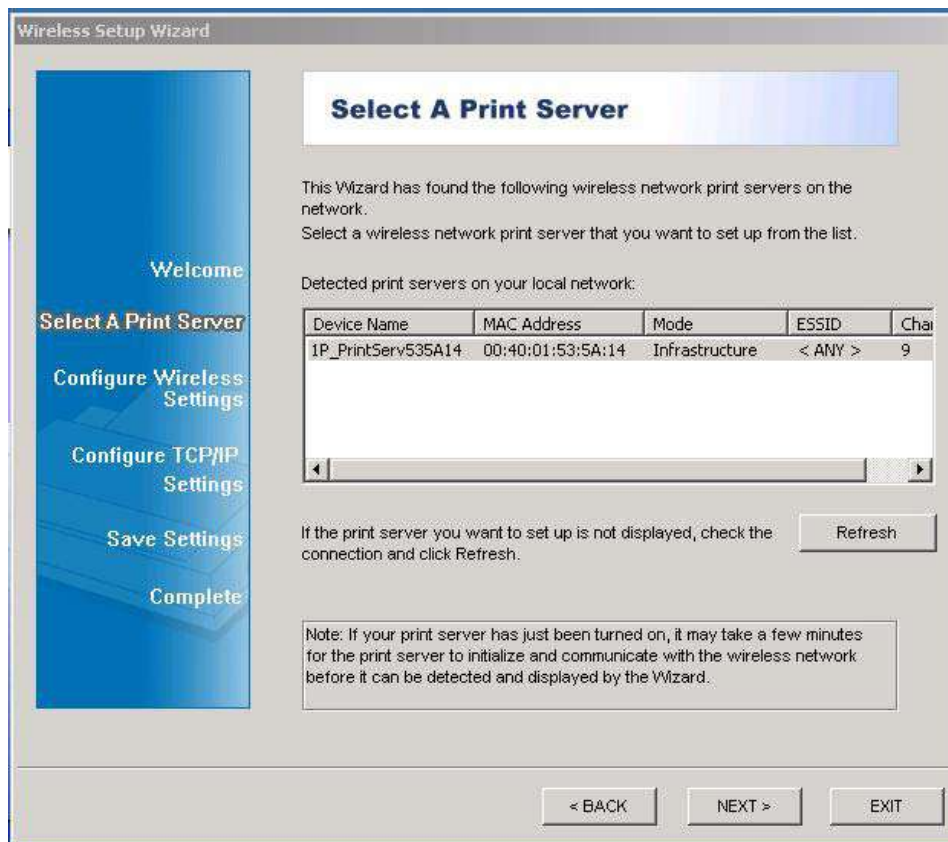 Wireless Setup Wizard
Select A Print Server
This Wizard has found the following wireless network print servers on the
network.
Select a wireless network print server that you want to set up from the list.
Welcome
Select A Print Server
Configure Wireless
Settings
Configure TCP/IP
Settings
Save Settings
Complete
Detected print servers on your local network:
Device Name MAC Address Mode ESSID Chai
1P_PrintServ535A14 00:40:01:53:5A:14 Infrastructure < ANY > 9
If the print server you want to set up is not displayed, check the
connection and click Refresh.
Refresh
Note: If your print server has just been turned on, it may take a few minutes
for the print server to initialize and communicate with the wireless network
before it can be detected and displayed by the Wizard.
< BACK NEXT > EXIT